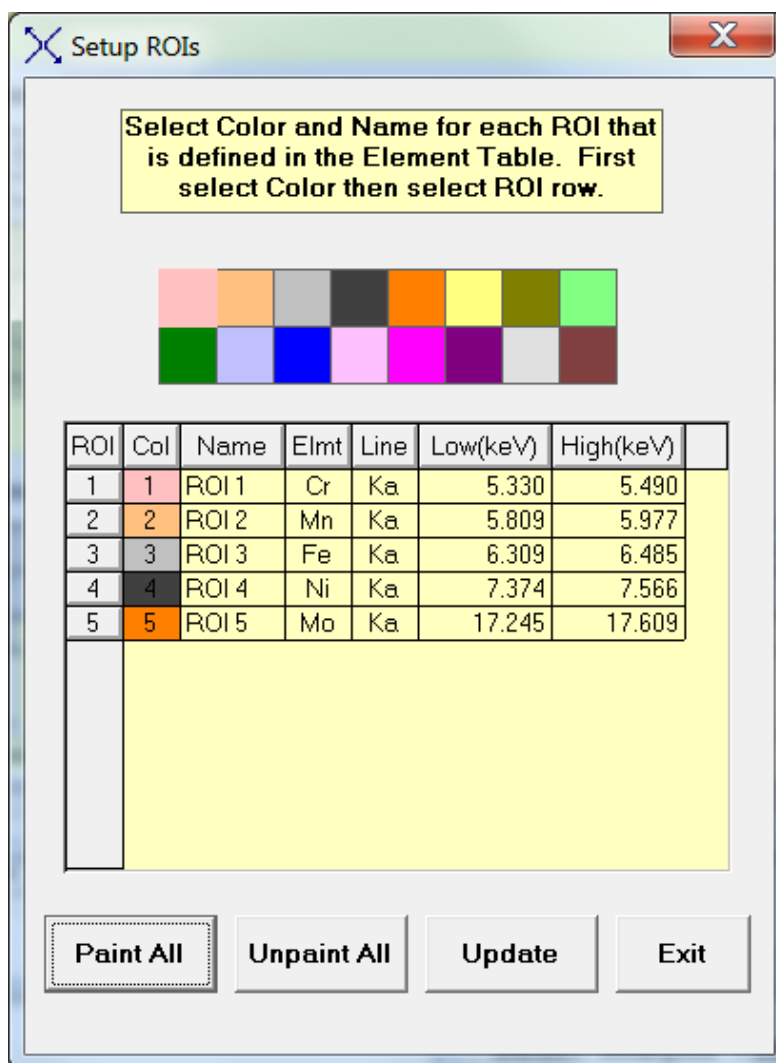 Setup ROIs
Select Color and Name for each ROI that
is defined in the Element Table. First
select Color then select ROI row.
ROI Col Name Elmt Line Low(keV) High(keV)
1 1 ROI 1 Cr Ka 5.330 5.490
2 2 ROI 2 Mn Ka 5.809 5.977
3 3 ROI 3 Fe Ka 6.309 6.485
4 4 ROI 4 Ni Ka 7.374 7.566
5 5 ROI 5 Mo Ka 17.245 17.609
Paint All Unpaint All Update Exit